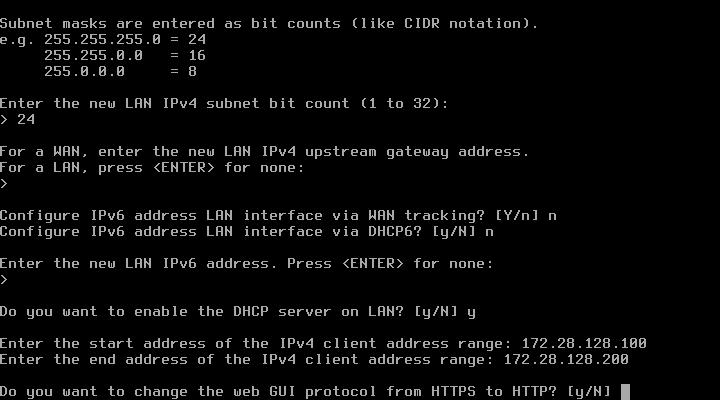 Subnet masks are entered as bit counts (like CIDR notation).
e.g. 255.255.255.0 = 24
     255.255.0.0   = 16
     255.0.0.0     = 8
Enter the new LAN IPv4 subnet bit count (1 to 32):
> 24
For a WAN, enter the new LAN IPv4 upstream gateway address.
For a LAN, press <ENTER> for none:
>
Configure IPv6 address LAN interface via WAN tracking? [Y/n] n
Configure IPv6 address LAN interface via DHCP6? [y/N] n
Enter the new LAN IPv6 address. Press <ENTER> for none:
>
Do you want to enable the DHCP server on LAN? [y/N] y
Enter the start address of the IPv4 client address range: 172.28.128.100
Enter the end address of the IPv4 client address range: 172.28.128.200
Do you want to change the web GUI protocol from HTTPS to HTTP? [y/N]